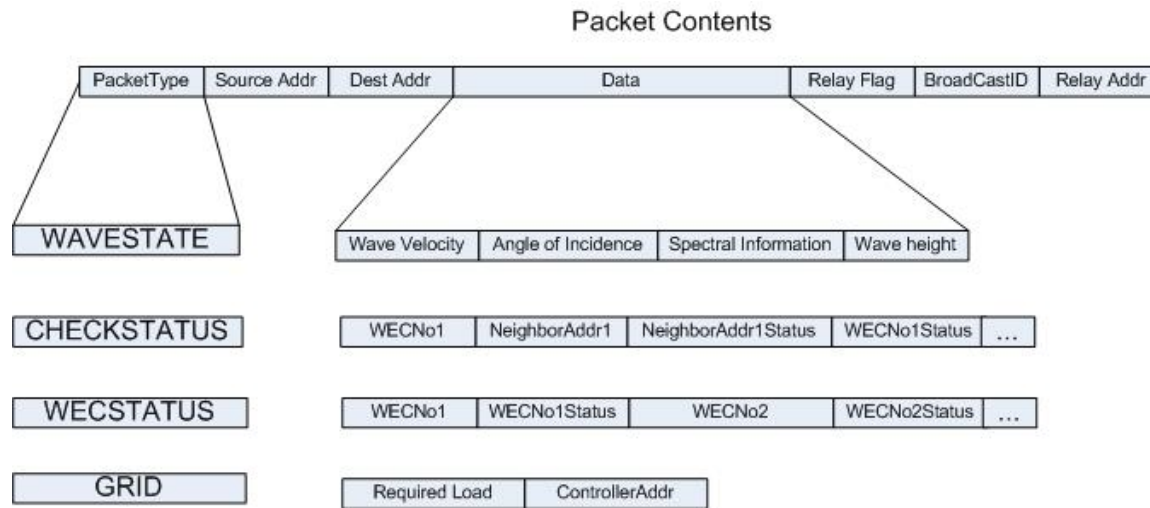 Packet Contents
PacketType Source Addr Dest Addr Data Relay Flag BroadCastID Relay Addr
WAVESTATE Wave Velocity Angle of Incidence Spectral Information Wave height
CHECKSTATUS WECNo1 NeighborAddr1 NeighborAddr1Status WECNo1Status ...
WECSTATUS WECNo1 WECNo1Status WECNo2 WECNo2Status ...
GRID Required Load ControllerAddr